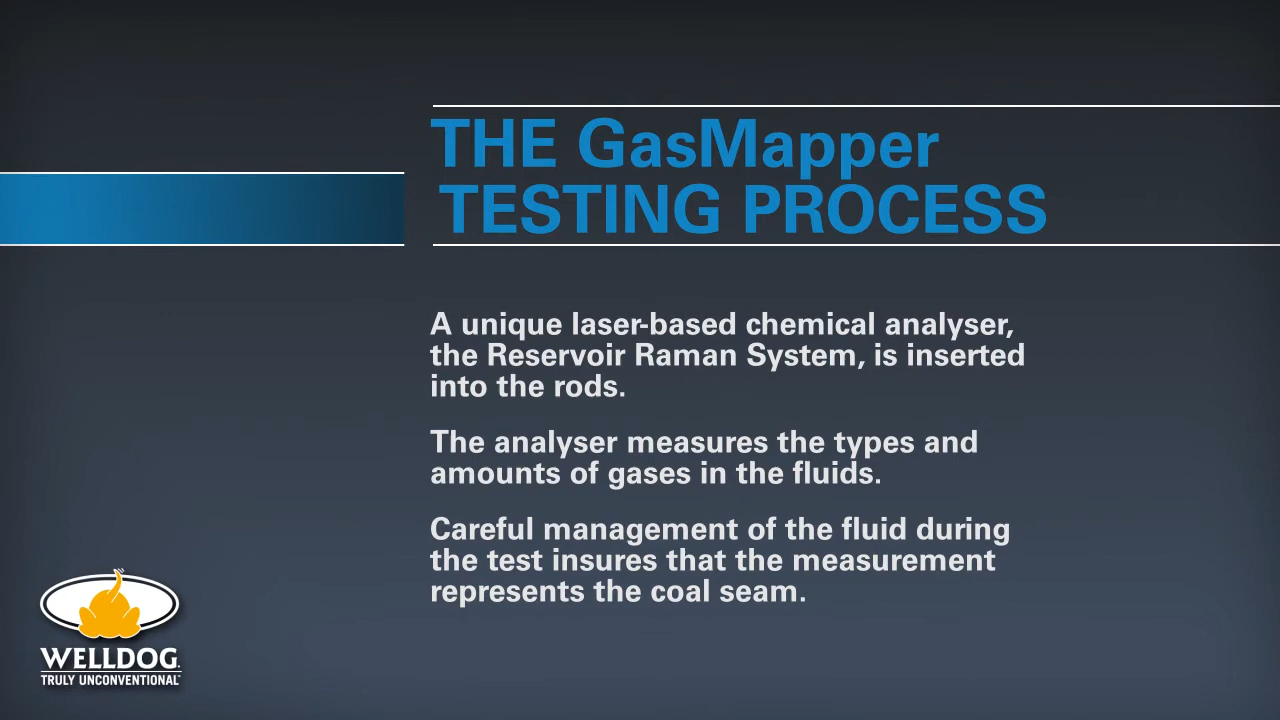 THE GasMapper
TESTING PROCESS
A unique laser-based chemical analyser,
the Reservoir Raman System, is inserted
into the rods.
The analyser measures the types and
amounts of gases in the fluids.
Careful management of the fluid during
the test insures that the measurement
represents the coal seam.
WELLDOG.
TRULY UNCONVENTIONAL™